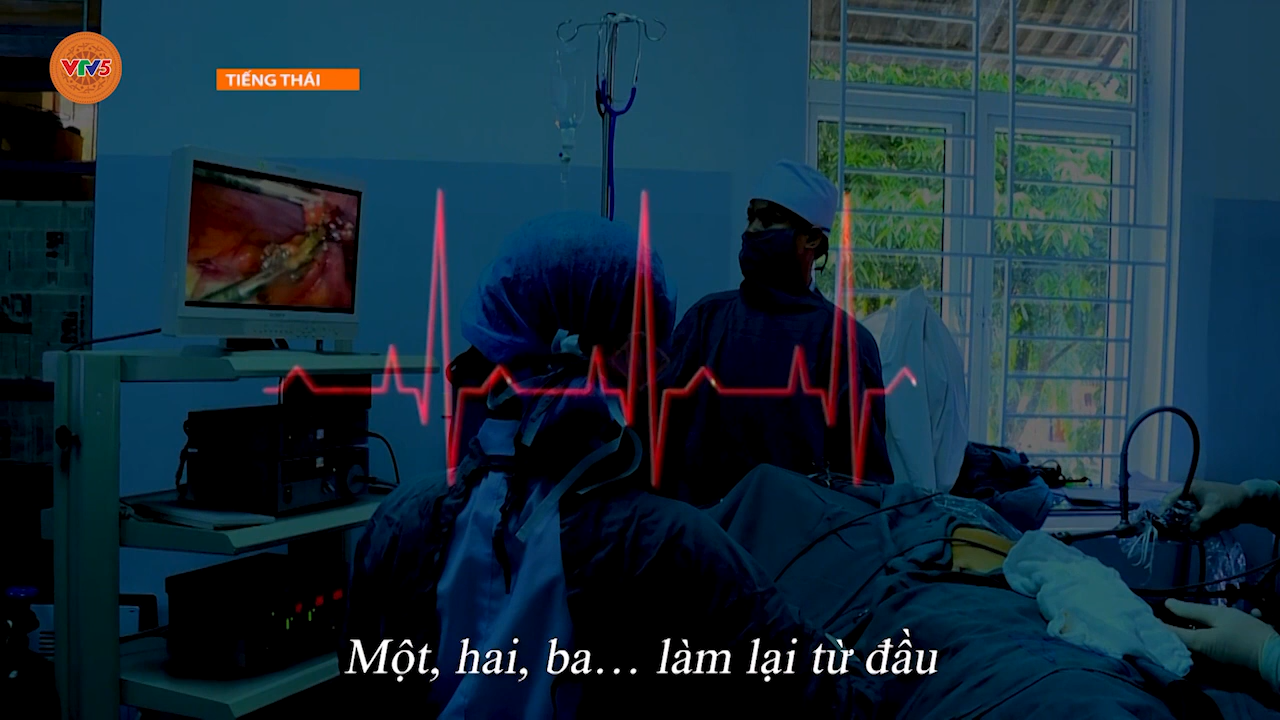 VTV5
TIẾNG THÁI
Một, hai, ba... làm lại từ đầu